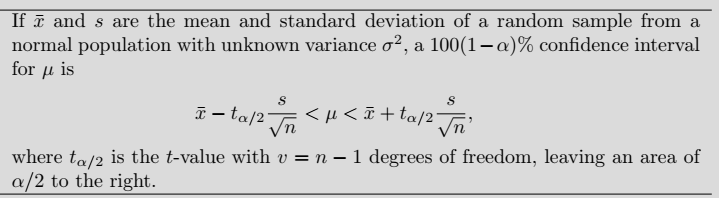 If x̄ and s are the mean and standard deviation of a random sample from a
normal population with unknown variance σ², a 100(1−α)% confidence interval
for μ is
x̄ − t_{α/2} s/√n < μ < x̄ + t_{α/2} s/√n,
where t_{α/2} is the t-value with v = n − 1 degrees of freedom, leaving an area of
α/2 to the right.